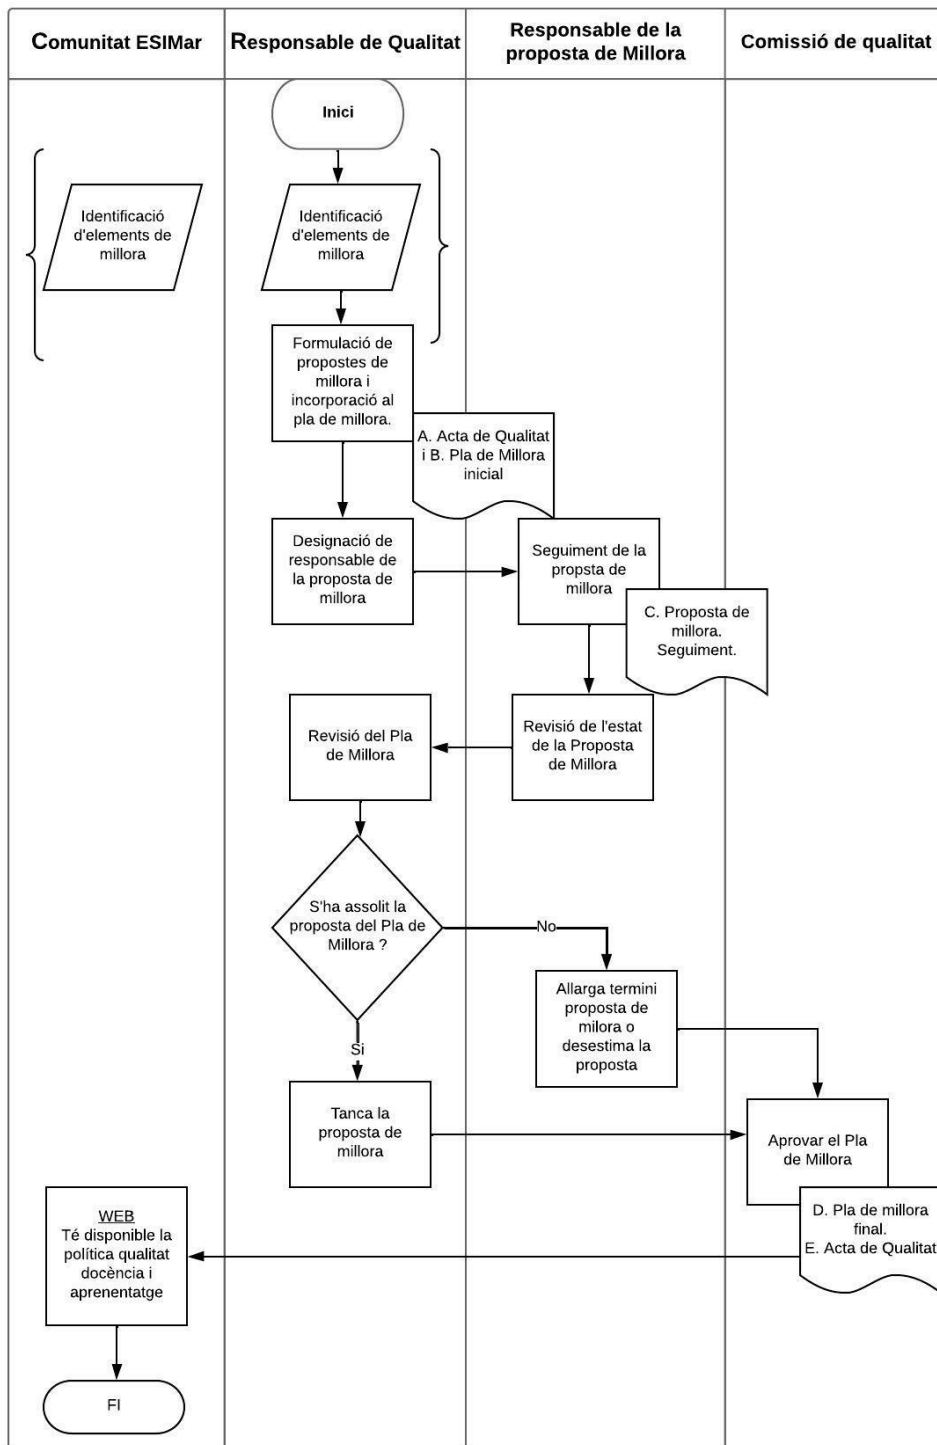 Comunitat ESIMar
Responsable de Qualitat
Responsable de la
proposta de Millora
Comissió de qualitat
Inici
Identificació
d'elements de
millora
Identificació
d'elements de
millora
Formulació de
propostes de
millora i
incorporació al
pla de millora.
A. Acta de Qualitat
i B. Pla de Millora
inicial
Designació de
responsable de
la proposta de
millora
Seguiment de la
propsta de
millora
C. Proposta de
millora.
Seguiment.
Revisió del Pla
de Millora
Revisió de l'estat
de la Proposta
de Millora
S'ha assolit la
proposta del Pla de
Millora ?
No
Allarga termini
proposta de
milora o
desestima la
proposta
Si
Tanca la
proposta de
millora
Aprovar el Pla
de Millora
D. Pla de millora
final.
E. Acta de Qualitat
WEB
Té disponible la
política qualitat
docència i
aprenentatge
FI